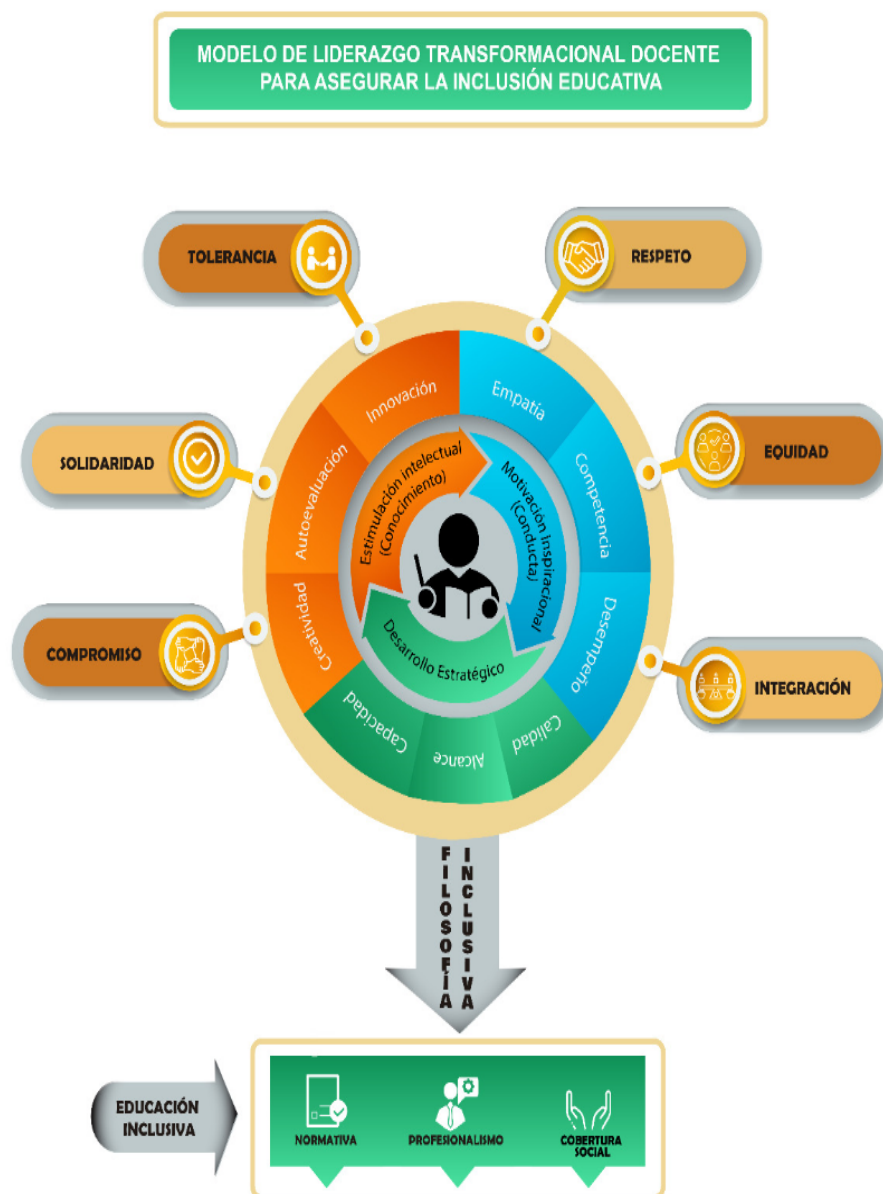 MODELO DE LIDERAZGO TRANSFORMACIONAL DOCENTE
PARA ASEGURAR LA INCLUSIÓN EDUCATIVA
TOLERANCIA
RESPETO
SOLIDARIDAD
EQUIDAD
COMPROMISO
INTEGRACIÓN
Innovación
Empatía
Autoevaluación
Competencia
Creatividad
Desempeño
Capacidad
Alcance
Calidad
Estimulación intelectual
(Conocimiento)
Motivación Inspiracional
(Conducta)
Desarrollo Estratégico
FILOSOFÍA
INCLUSIVA
EDUCACIÓN
INCLUSIVA
NORMATIVA
PROFESIONALISMO
COBERTURA
SOCIAL